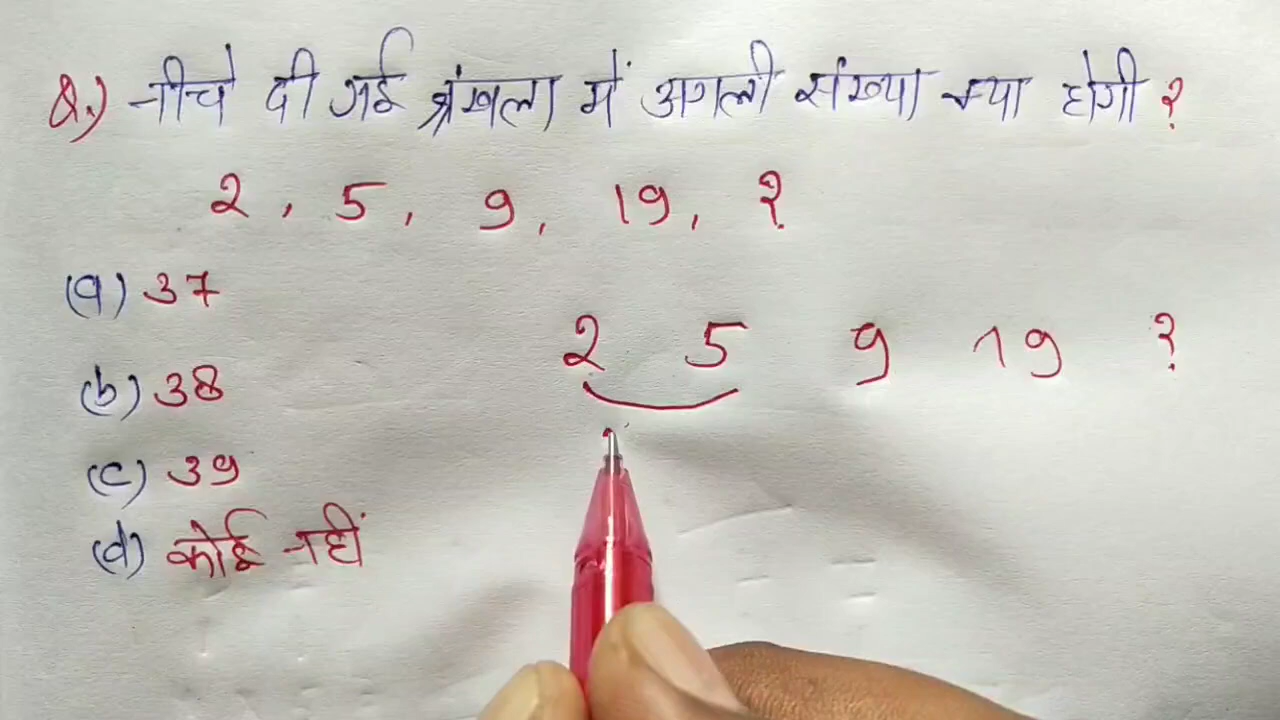 Q.) नीचे दी गई श्रंखला में अगली संख्या क्या होगी ?
2, 5, 9, 19, ?
(a) 37
(b) 38
(c) 39
(d) कोई नहीं
2 5 9 19 ?